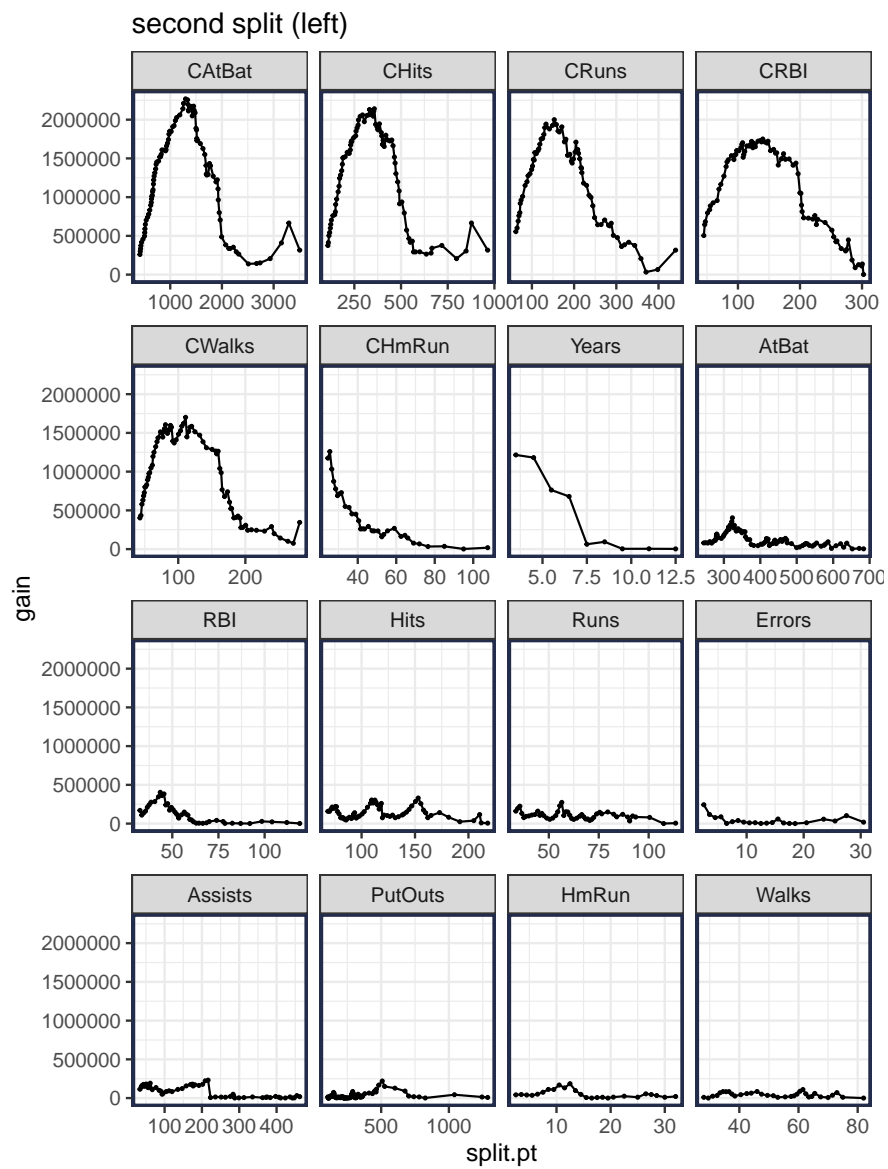 second split (left)
CAtBat CHits CRuns CRBI
2000000
1500000
1000000
500000
0
1000 2000 3000 250 500 750 1000 100 200 300 400 100 200 300
CWalks CHmRun Years AtBat
2000000
1500000
1000000
500000
0
100 200 40 60 80 100 5.0 7.5 10.0 12.5 300 400 500 600 700
gain
RBI Hits Runs Errors
2000000
1500000
1000000
500000
0
50 75 100 100 150 200 50 75 100 10 20 30
Assists PutOuts HmRun Walks
2000000
1500000
1000000
500000
0
100 200 300 400 500 1000 10 20 30 40 60 80
split.pt